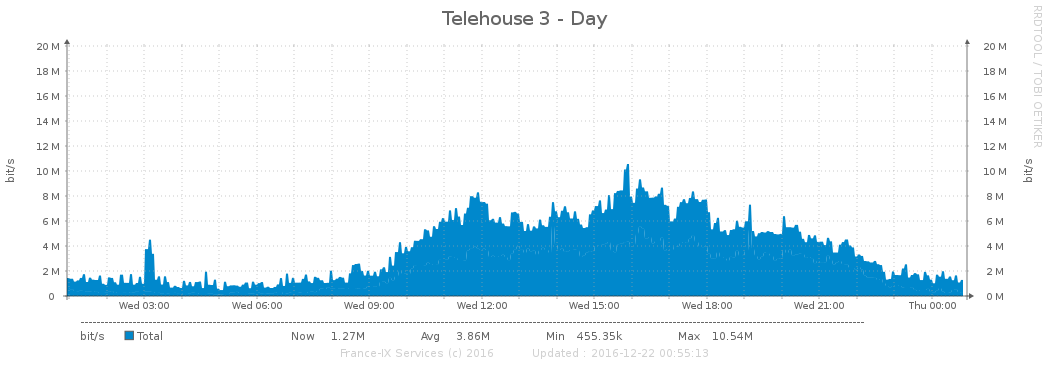 Telehouse 3 - Day
RRDTOOL / TOBI OETIKER
20 M 20 M
18 M 18 M
16 M 16 M
14 M 14 M
12 M 12 M
10 M 10 M
8 M 8 M
6 M 6 M
4 M 4 M
2 M 2 M
0 0 M
bit/s bit/s
Wed 03:00 Wed 06:00 Wed 09:00 Wed 12:00 Wed 15:00 Wed 18:00 Wed 21:00 Thu 00:00
bit/s Total Now 1.27M Avg 3.86M Min 455.35k Max 10.54M
France-IX Services (c) 2016 Updated : 2016-12-22 00:55:13